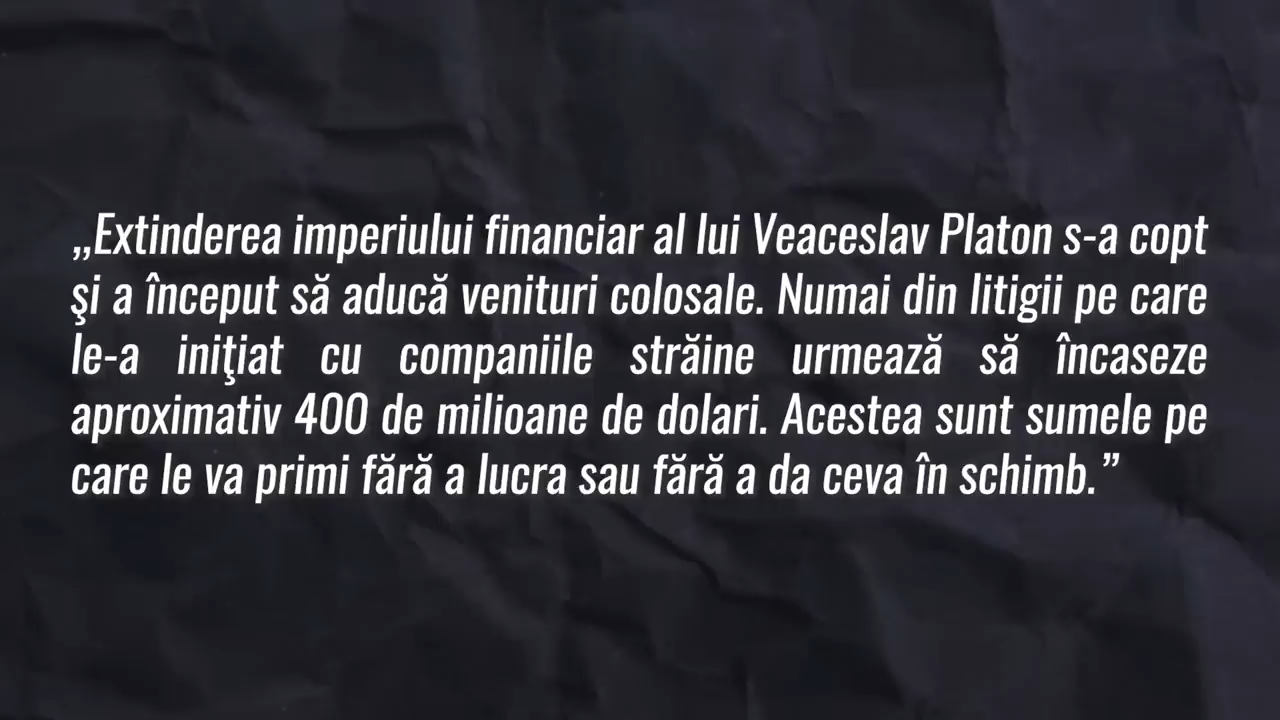 „Extinderea imperiului financiar al lui Veaceslav Platon s-a copt
şi a început să aducă venituri colosale. Numai din litigii pe care
le-a iniţiat cu companiile străine urmează să încaseze
aproximativ 400 de milioane de dolari. Acestea sunt sumele pe
care le va primi fără a lucra sau fără a da ceva în schimb.”